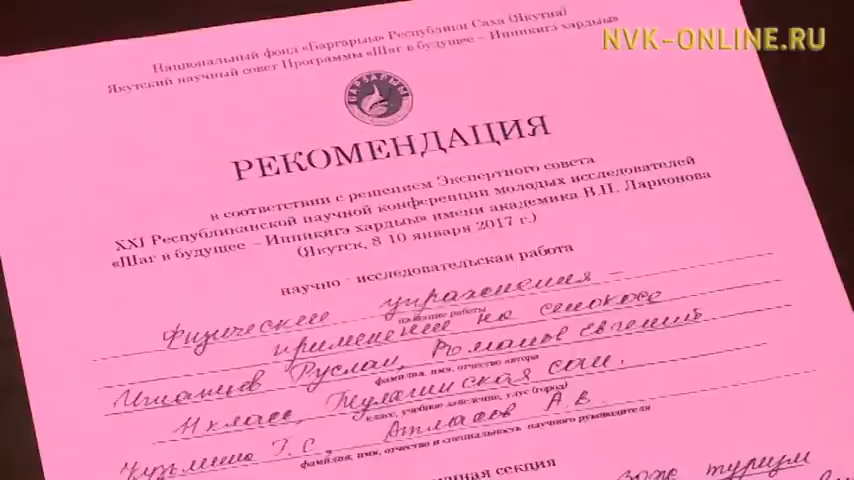 NVK-ONLINE.RU
Национальный фонд «Баргарыы» Республики Саха (Якутия)
Якутский научный совет Программы «Шаг в будущее – Инникигэ хардыы»
БАРҔАРЫЫ
РЕКОМЕНДАЦИЯ
в соответствии с решением Экспертного совета
XXI Республиканской научной конференции молодых исследователей
«Шаг в будущее – Инникигэ хардыы» имени академика В.П. Ларионова
(Якутск, 8 10 января 2017 г.)
научно - исследовательская работа
Физические упражнения –
название работы
применение на сенокосе
Руслан, Романов Евгений
фамилия, имя, отчество автора
11 класс, Тулагинская сош.
класс, учебное заведение, улус (город)
Кузьмина Т.С., Атласов А.В
фамилия, имя, отчество и специальность научного руководителя
секция
туризм